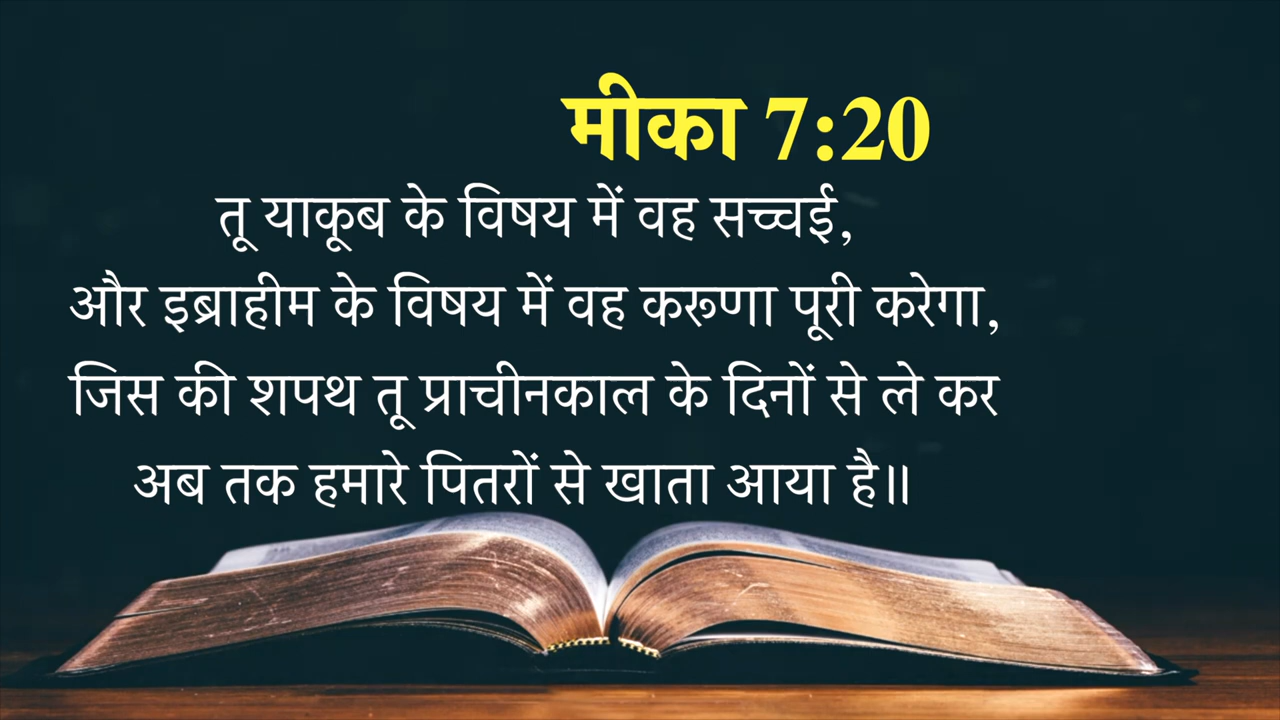 मीका 7:20
तू याकूब के विषय में वह सच्चई,
और इब्राहीम के विषय में वह करूणा पूरी करेगा,
जिस की शपथ तू प्राचीनकाल के दिनों से ले कर
अब तक हमारे पितरों से खाता आया है॥